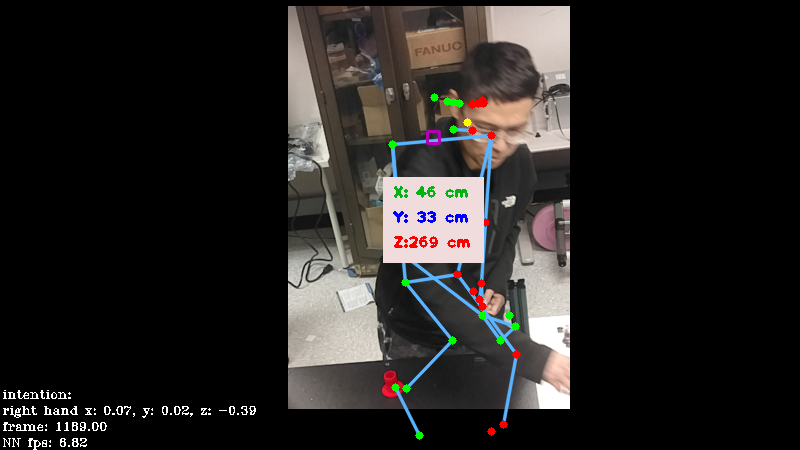 FANUC
X: 46 cm
Y: 33 cm
Z:269 cm
intention:
right hand x: 0.07, y: 0.02, z: -0.39
frame: 1189.00
NN fps: 6.82